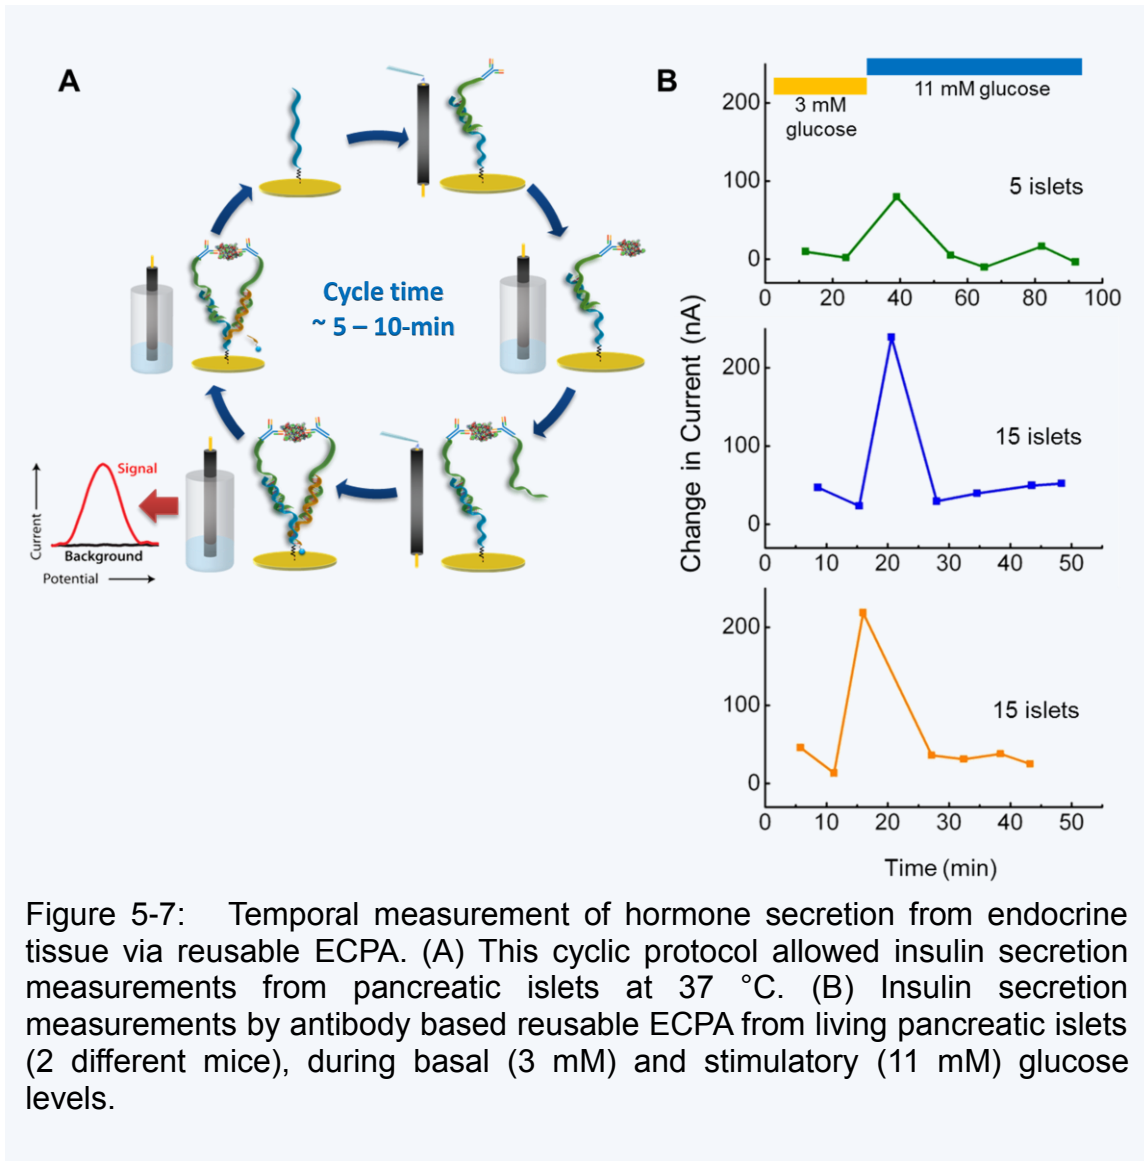 A
Cycle time
~ 5 – 10-min
Signal
Current
Background
Potential
B
3 mM
glucose
11 mM glucose
Change in Current (nA)
200
100
0
5 islets
0 20 40 60 80 100
200
100
0
15 islets
0 10 20 30 40 50
200
100
0
15 islets
0 10 20 30 40 50
Time (min)
Figure 5-7: Temporal measurement of hormone secretion from endocrine
tissue via reusable ECPA. (A) This cyclic protocol allowed insulin secretion
measurements from pancreatic islets at 37 °C. (B) Insulin secretion
measurements by antibody based reusable ECPA from living pancreatic islets
(2 different mice), during basal (3 mM) and stimulatory (11 mM) glucose
levels.